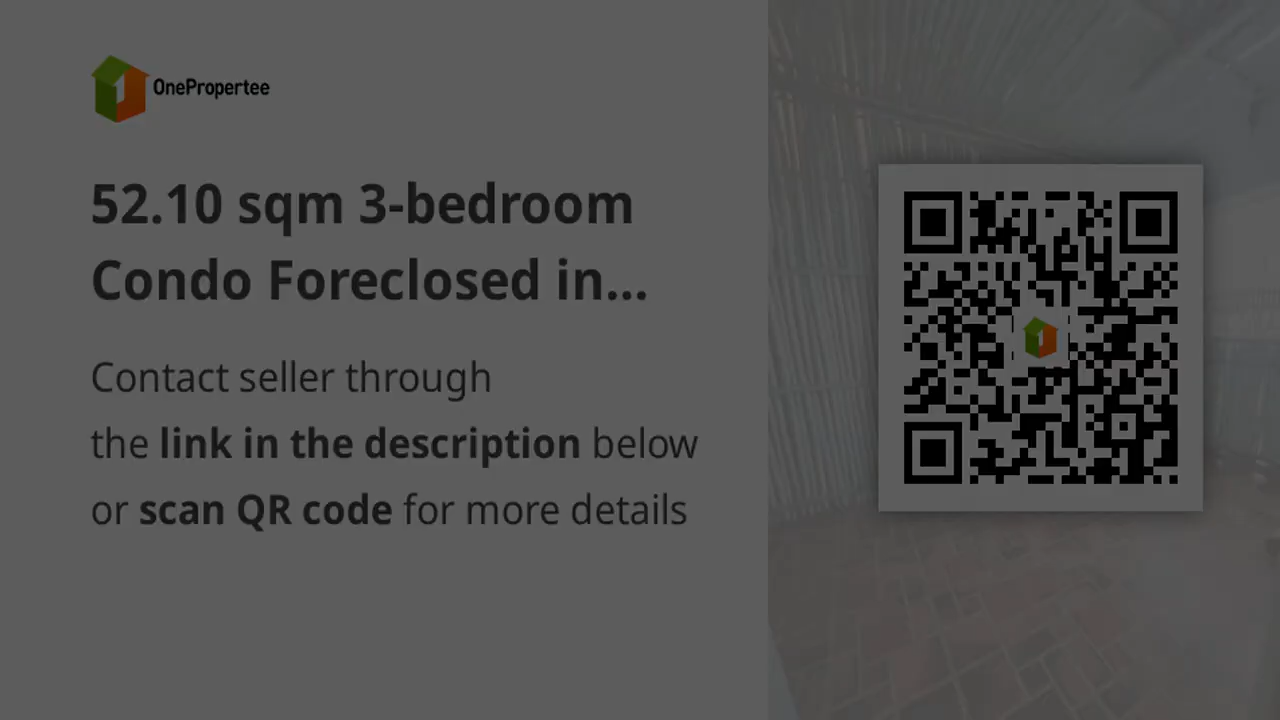 OnePropertee
52.10 sqm 3-bedroom
Condo Foreclosed in...
Contact seller through
the link in the description below
or scan QR code for more details